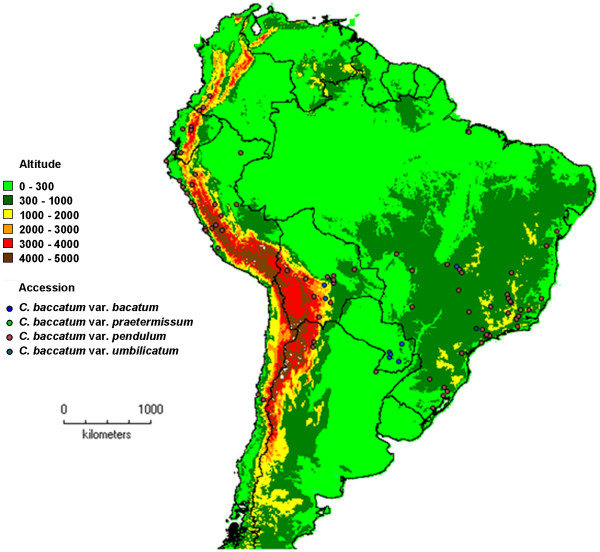 Altitude
0 - 300
300 - 1000
1000 - 2000
2000 - 3000
3000 - 4000
4000 - 5000
Accession
C. baccatum var. bacatum
C. baccatum var. praetermissum
C. baccatum var. pendulum
C. baccatum var. umbilicatum
0 1000
kilometers